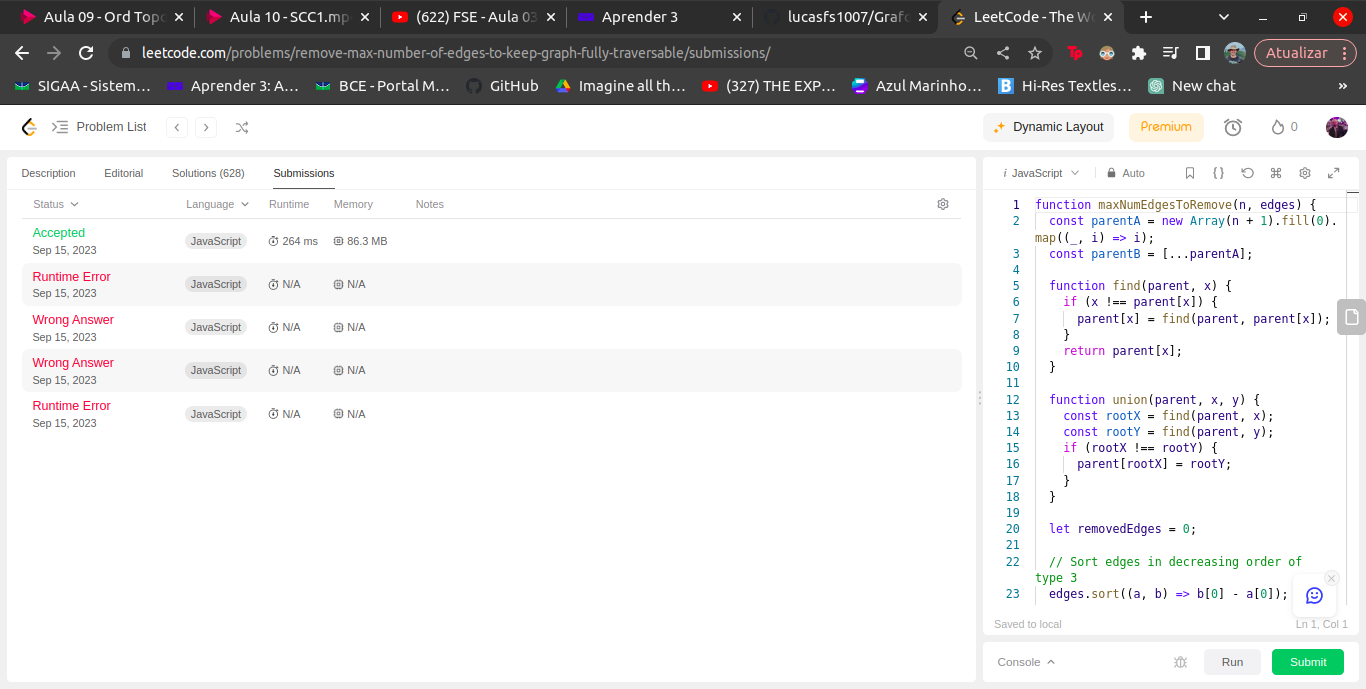 Aula 09 - Ord Topo
Aula 10 - SCC1.mp
(622) FSE - Aula 03
Aprender 3
lucasfs1007/Grafo
LeetCode - The Wo
leetcode.com/problems/remove-max-number-of-edges-to-keep-graph-fully-traversable/submissions/
Tp
Atualizar
SIGAA - Sistem...
Aprender 3: A...
BCE - Portal M...
GitHub
Imagine all th...
(327) THE EXP...
Azul Marinho...
B
Hi-Res Textles...
New chat
»
Problem List
Dynamic Layout
Premium
0
Description
Editorial
Solutions (628)
Submissions
Status
Language
Runtime
Memory
Notes
Accepted
Sep 15, 2023
JavaScript
264 ms
86.3 MB
Runtime Error
Sep 15, 2023
JavaScript
N/A
N/A
Wrong Answer
Sep 15, 2023
JavaScript
N/A
N/A
Wrong Answer
Sep 15, 2023
JavaScript
N/A
N/A
Runtime Error
Sep 15, 2023
JavaScript
N/A
N/A
i JavaScript
Auto
{}
1 function maxNumEdgesToRemove(n, edges) {
2 const parentA = new Array(n + 1).fill(0).
map((_, i) => i);
3 const parentB = [...parentA];
4
5 function find(parent, x) {
6 if (x !== parent[x]) {
7 parent[x] = find(parent, parent[x]);
8 }
9 return parent[x];
10 }
11
12 function union(parent, x, y) {
13 const rootX = find(parent, x);
14 const rootY = find(parent, y);
15 if (rootX !== rootY) {
16 parent[rootX] = rootY;
17 }
18 }
19
20 let removedEdges = 0;
21
22 // Sort edges in decreasing order of
type 3
23 edges.sort((a, b) => b[0] - a[0]);
Saved to local
Ln 1, Col 1
Console
Run
Submit